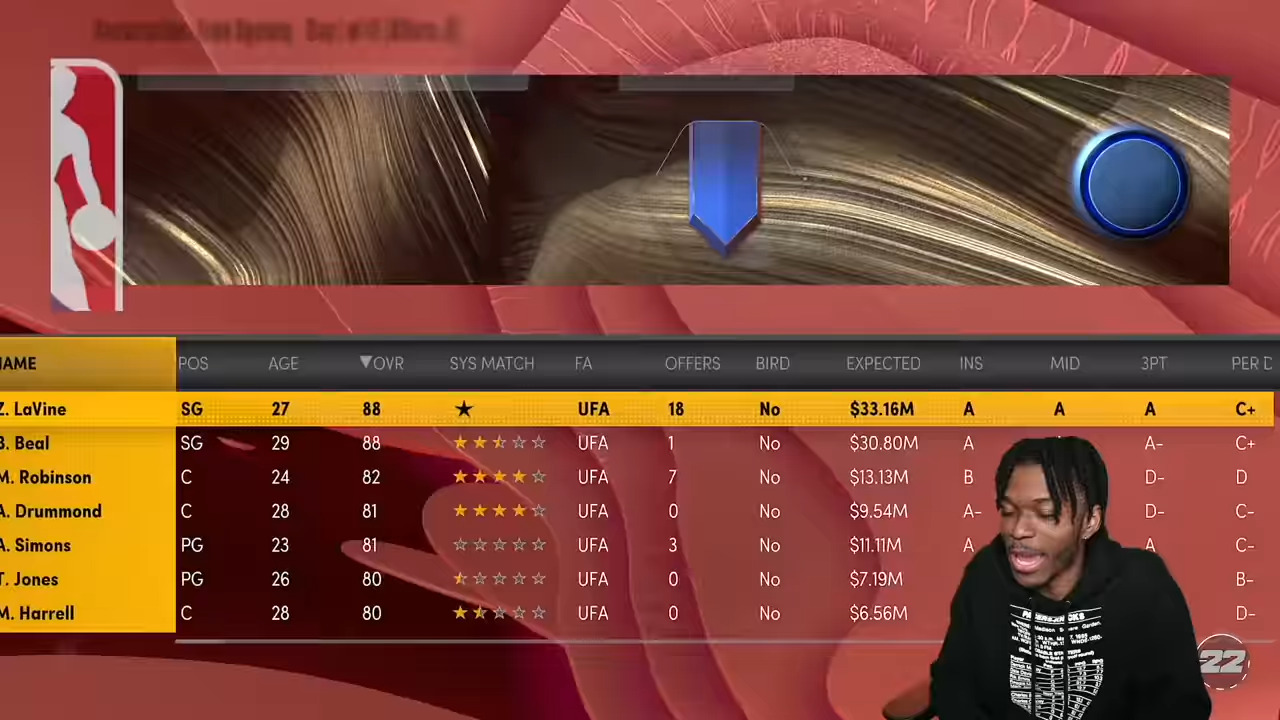 NAME POS AGE ▼OVR SYS MATCH FA OFFERS BIRD EXPECTED INS MID 3PT PER D
Z. LaVine SG 27 88 ★ UFA 18 No $33.16M A A A C+
B. Beal SG 29 88 UFA 1 No $30.80M A A- C+
M. Robinson C 24 82 UFA 7 No $13.13M B D- D
A. Drummond C 28 81 UFA 0 No $9.54M A- D- C-
A. Simons PG 23 81 UFA 3 No $11.11M A A C-
T. Jones PG 26 80 UFA 0 No $7.19M B-
M. Harrell C 28 80 UFA 0 No $6.56M D-
Madison Square Garden
22